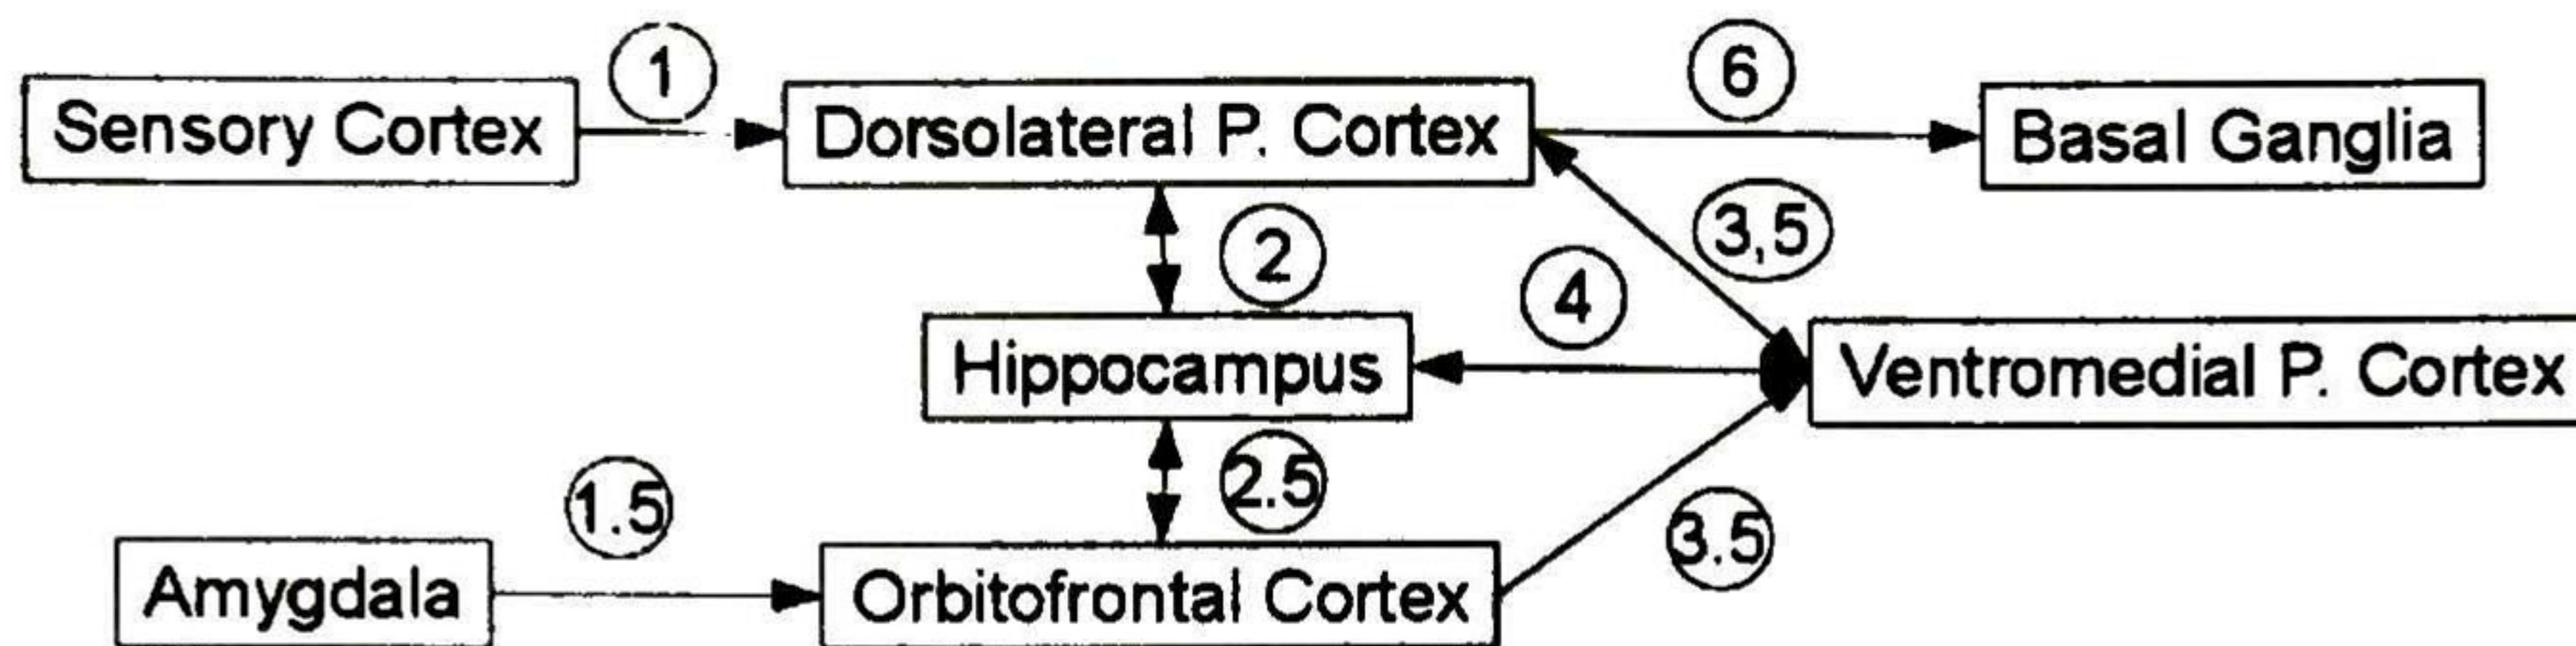 1
6
Sensory Cortex
Dorsolateral P. Cortex
Basal Ganglia
2
3,5
4
Hippocampus
Ventromedial P. Cortex
1.5
2.5
3.5
Amygdala
Orbitofrontal Cortex